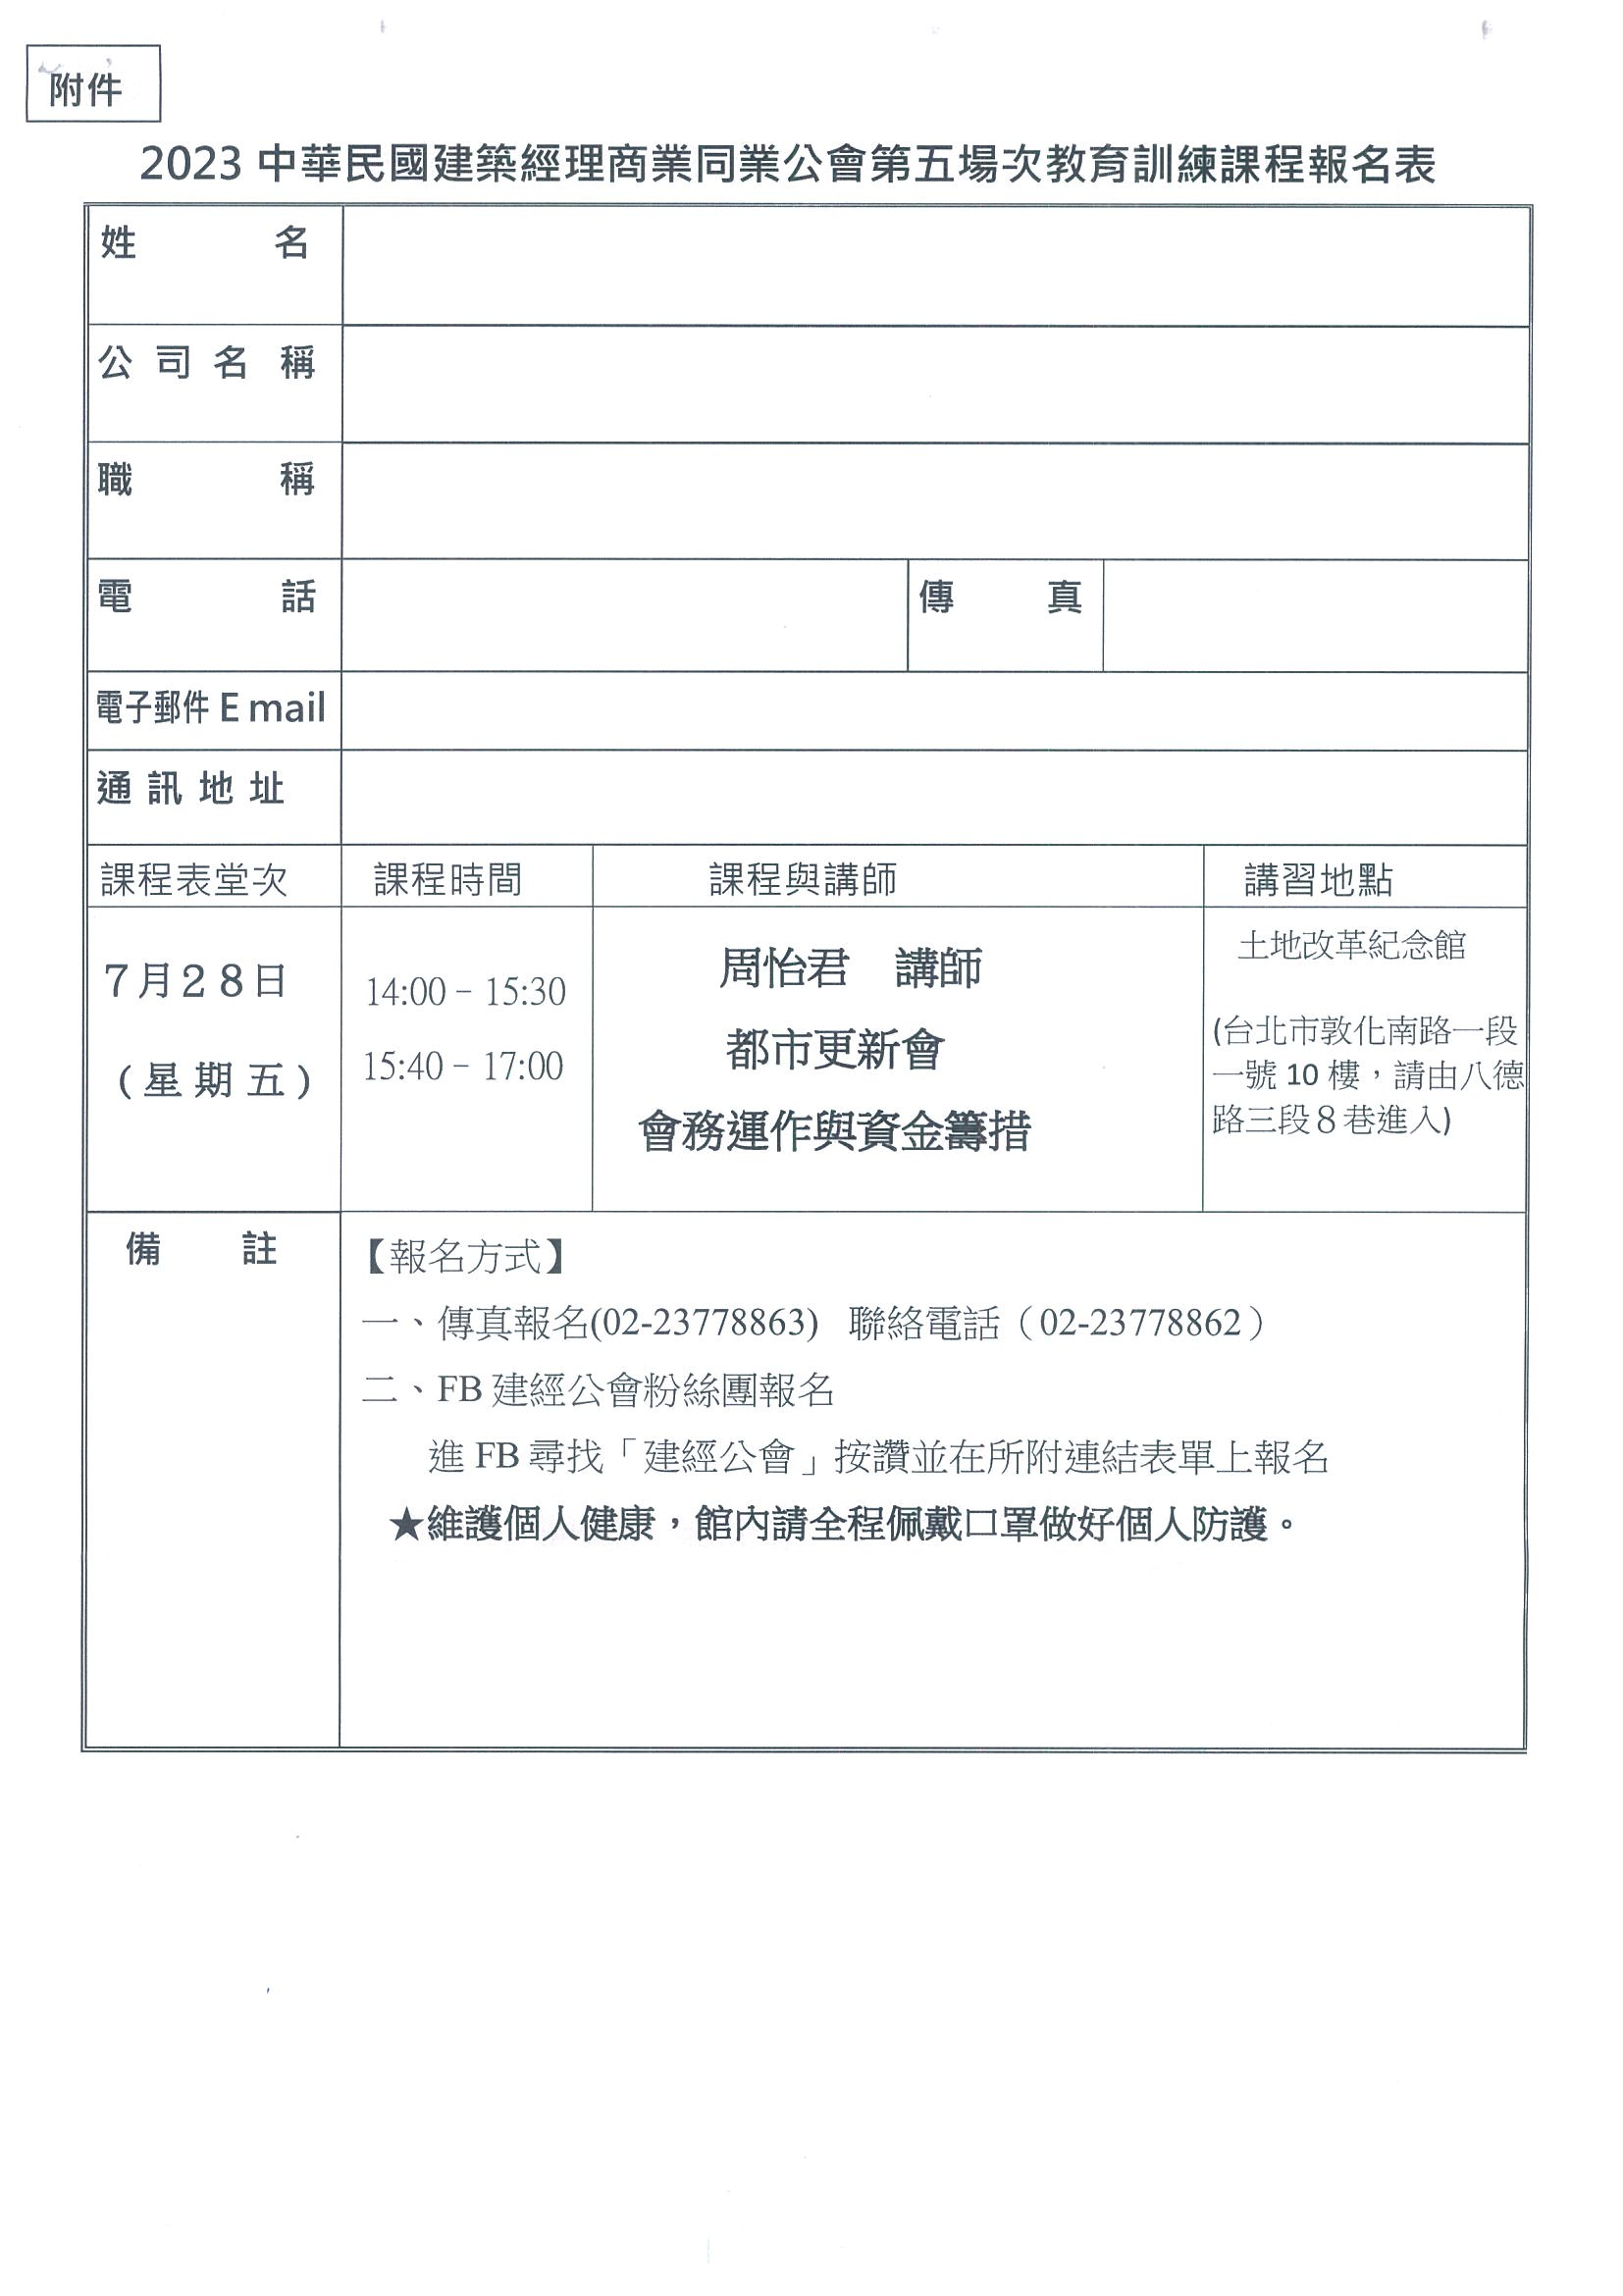 附件
2023 中華民國建築經理商業同業公會第五場次教育訓練課程報名表
姓 名
公 司 名 稱
職 稱
電 話 傳 真
電子郵件 E mail
通 訊 地 址
課程表堂次 課程時間 課程與講師 講習地點
7月28日
(星期五)
14:00－15:30
15:40－17:00
周怡君 講師
都市更新會
會務運作與資金籌措
土地改革紀念館
(台北市敦化南路一段
一號 10 樓，請由八德
路三段８巷進入)
備 註
【報名方式】
一、傳真報名(02-23778863) 聯絡電話（02-23778862）
二、FB 建經公會粉絲團報名
進 FB 尋找「建經公會」按讚並在所附連結表單上報名
★維護個人健康，館內請全程佩戴口罩做好個人防護。